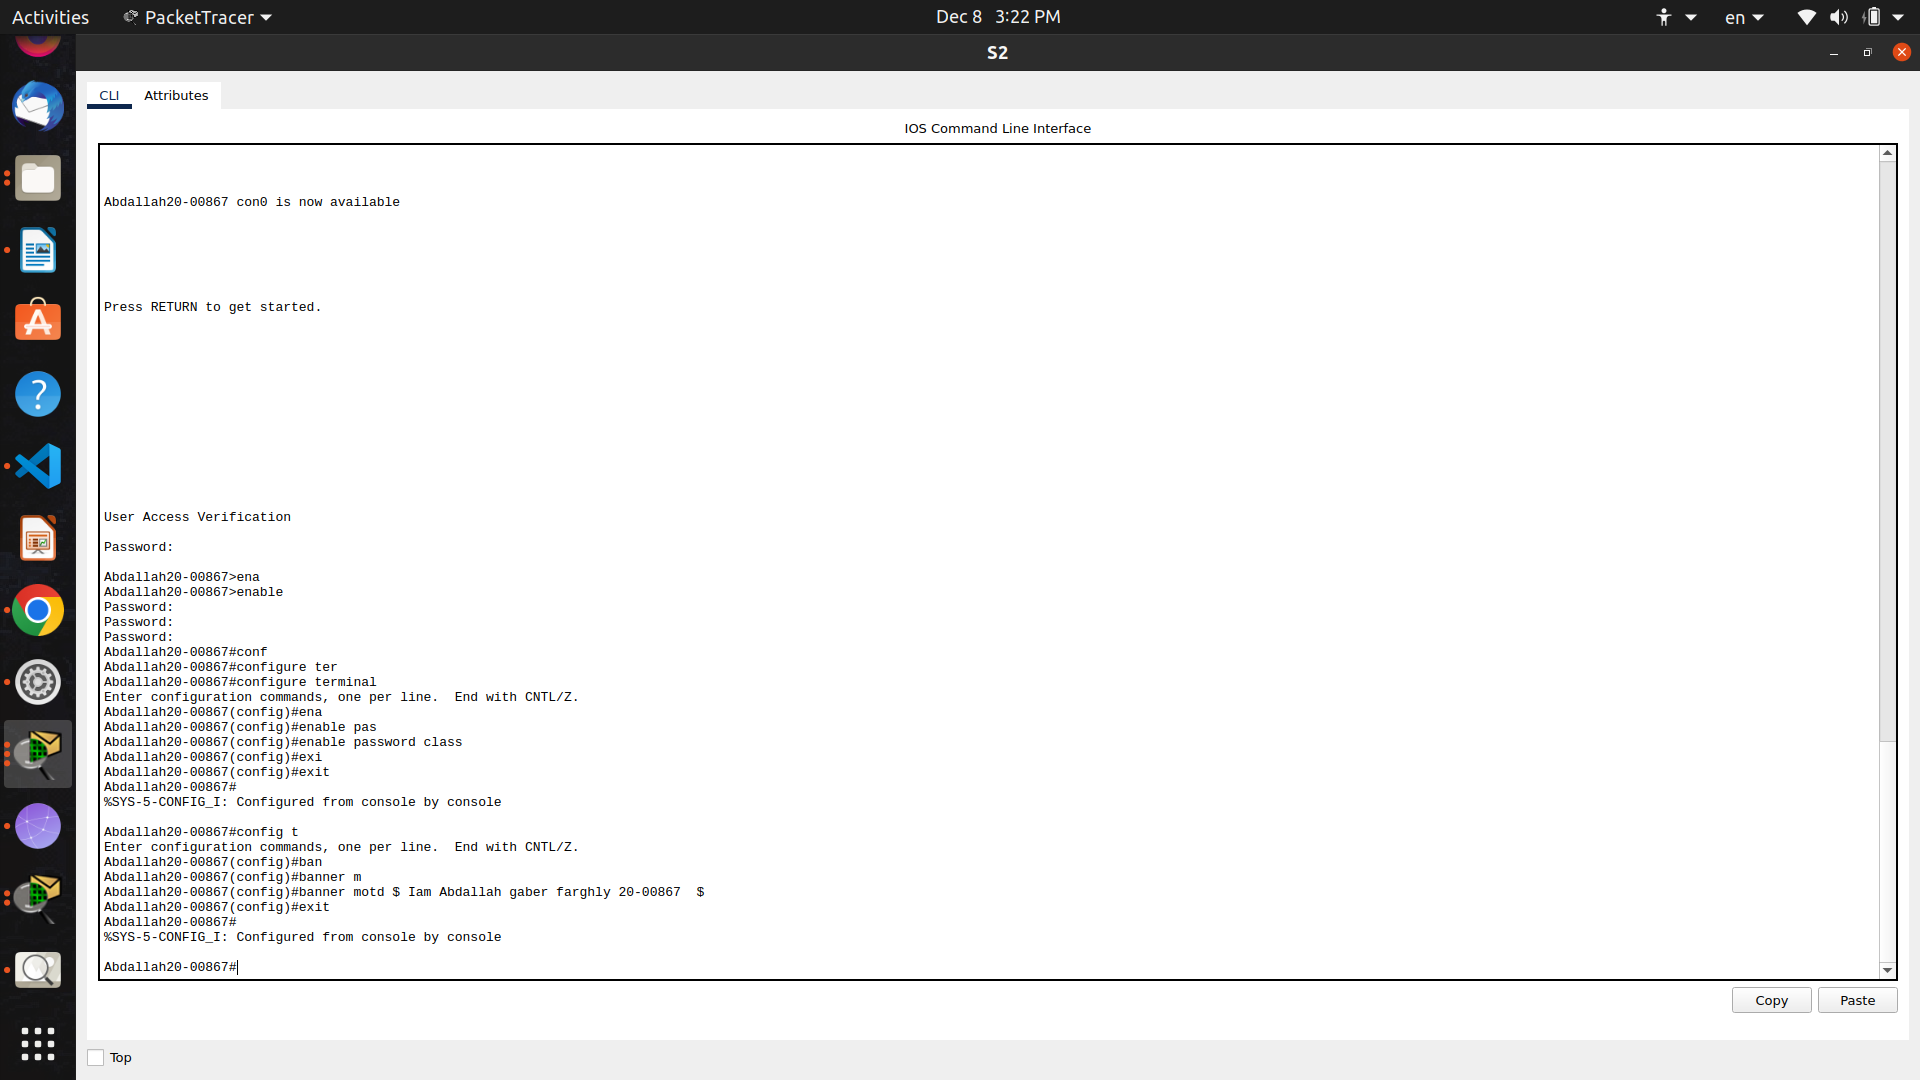 Activities
PacketTracer
Dec 8 3:22 PM
en
S2
CLI Attributes
IOS Command Line Interface
Abdallah20-00867 con0 is now available
Press RETURN to get started.
User Access Verification
Password:
Abdallah20-00867>ena
Abdallah20-00867>enable
Password:
Password:
Password:
Abdallah20-00867#conf
Abdallah20-00867#configure ter
Abdallah20-00867#configure terminal
Enter configuration commands, one per line.  End with CNTL/Z.
Abdallah20-00867(config)#ena
Abdallah20-00867(config)#enable pas
Abdallah20-00867(config)#enable password class
Abdallah20-00867(config)#exi
Abdallah20-00867(config)#exit
Abdallah20-00867#
%SYS-5-CONFIG_I: Configured from console by console
Abdallah20-00867#config t
Enter configuration commands, one per line.  End with CNTL/Z.
Abdallah20-00867(config)#ban
Abdallah20-00867(config)#banner m
Abdallah20-00867(config)#banner motd $ Iam Abdallah gaber farghly 20-00867  $
Abdallah20-00867(config)#exit
Abdallah20-00867#
%SYS-5-CONFIG_I: Configured from console by console
Abdallah20-00867#
Copy Paste
Top